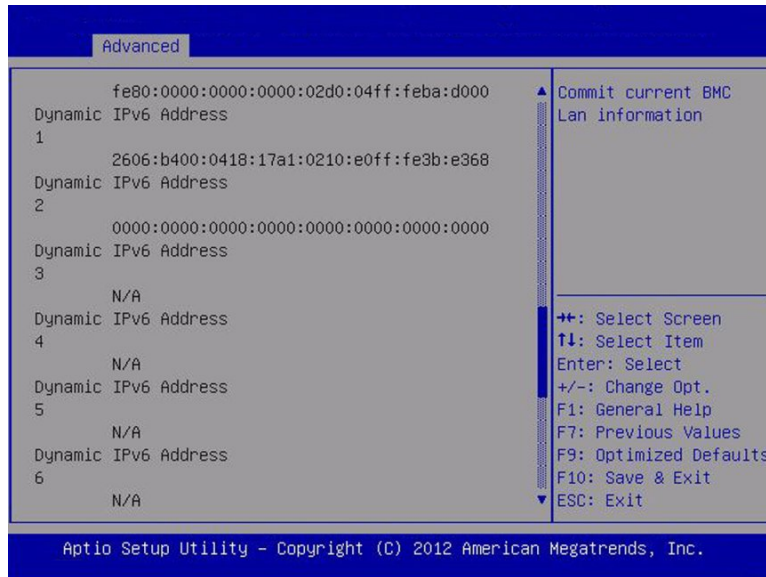 Advanced
fe80:0000:0000:0000:02d0:04ff:feba:d000
Dynamic IPv6 Address
1
2606:b400:0418:17a1:0210:e0ff:fe3b:e368
Dynamic IPv6 Address
2
0000:0000:0000:0000:0000:0000:0000:0000
Dynamic IPv6 Address
3
N/A
Dynamic IPv6 Address
4
N/A
Dynamic IPv6 Address
5
N/A
Dynamic IPv6 Address
6
N/A
Commit current BMC
Lan information
→←: Select Screen
↑↓: Select Item
Enter: Select
+/-: Change Opt.
F1: General Help
F7: Previous Values
F9: Optimized Defaults
F10: Save & Exit
ESC: Exit
Aptio Setup Utility - Copyright (C) 2012 American Megatrends, Inc.